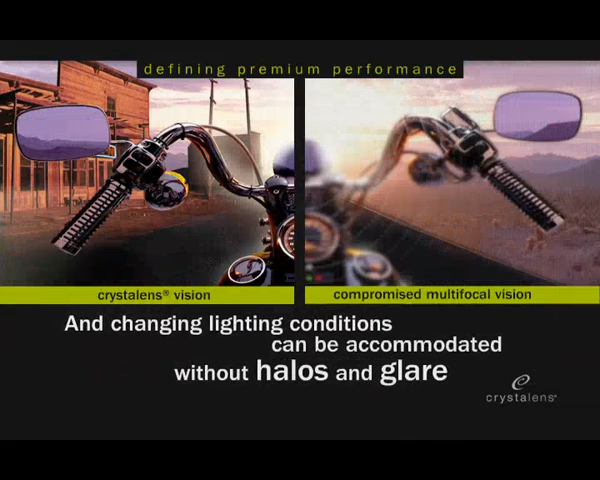 defining premium performance
crystalens® vision
compromised multifocal vision
And changing lighting conditions
can be accommodated
without halos and glare
crystalens®